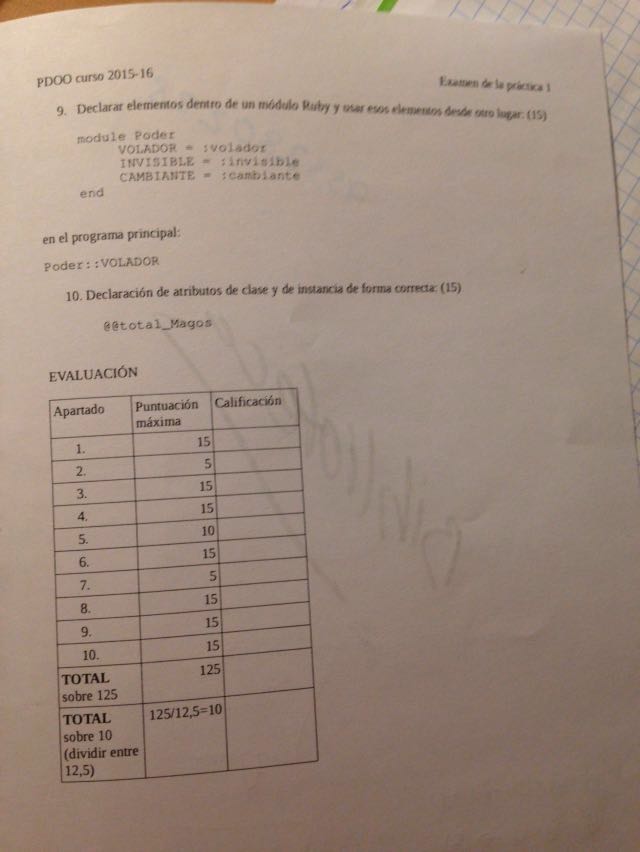 PDOO curso 2015-16
Examen de la práctica 1
9. Declarar elementos dentro de un módulo Ruby y usar esos elementos desde otro lugar: (15)
module Poder
VOLADOR = :volador
INVISIBLE = :invisible
CAMBIANTE = :cambiante
end
en el programa principal:
Poder::VOLADOR
10. Declaración de atributos de clase y de instancia de forma correcta: (15)
@@total_Magos
EVALUACIÓN
Apartado Puntuación máxima Calificación
1. 15
2. 5
3. 15
4. 15
5. 10
6. 15
7. 5
8. 15
9. 15
10. 15
TOTAL sobre 125 125
TOTAL sobre 10 (dividir entre 12,5) 125/12,5=10